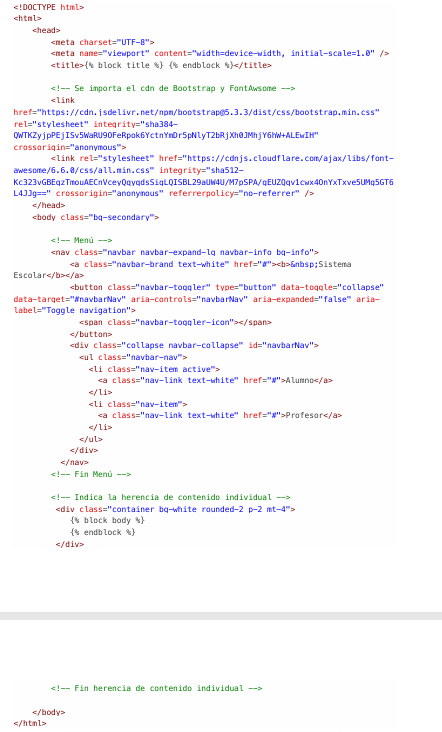 <!DOCTYPE html>
<html>
<head>
<meta charset="UTF-8">
<meta name="viewport" content="width=device-width, initial-scale=1.0" />
<title>{% block title %} {% endblock %}</title>
<!-- Se importa el cdn de Bootstrap y FontAwsome -->
<link
href="https://cdn.jsdelivr.net/npm/bootstrap@5.3.3/dist/css/bootstrap.min.css"
rel="stylesheet" integrity="sha384-
QWTKZyjpPEjISv5WaRU9OFeRpok6YctnYmDr5pNlyT2bRjXh0JMhjY6hW+ALEwIH"
crossorigin="anonymous">
<link rel="stylesheet" href="https://cdnjs.cloudflare.com/ajax/libs/font-
awesome/6.6.0/css/all.min.css" integrity="sha512-
Kc323vGBEqzTmouAECnVceyQqyqdsSiqLQISBL29aUW4U/M7pSPA/gEUZQqv1cwx4OnYxTxve5UMg5GT6
L4JJg==" crossorigin="anonymous" referrerpolicy="no-referrer" />
</head>
<body class="bg-secondary">
<!-- Menú -->
<nav class="navbar navbar-expand-lg navbar-info bg-info">
<a class="navbar-brand text-white" href="#"><b>&nbsp;Sistema
Escolar</b></a>
<button class="navbar-toggler" type="button" data-toggle="collapse"
data-target="#navbarNav" aria-controls="navbarNav" aria-expanded="false" aria-
label="Toggle navigation">
<span class="navbar-toggler-icon"></span>
</button>
<div class="collapse navbar-collapse" id="navbarNav">
<ul class="navbar-nav">
<li class="nav-item active">
<a class="nav-link text-white" href="#">Alumno</a>
</li>
<li class="nav-item">
<a class="nav-link text-white" href="#">Profesor</a>
</li>
</ul>
</div>
</nav>
<!-- Fin Menú -->
<!-- Indica la herencia de contenido individual -->
<div class="container bg-white rounded-2 p-2 mt-4">
{% block body %}
{% endblock %}
</div>
<!-- Fin herencia de contenido individual -->
</body>
</html>